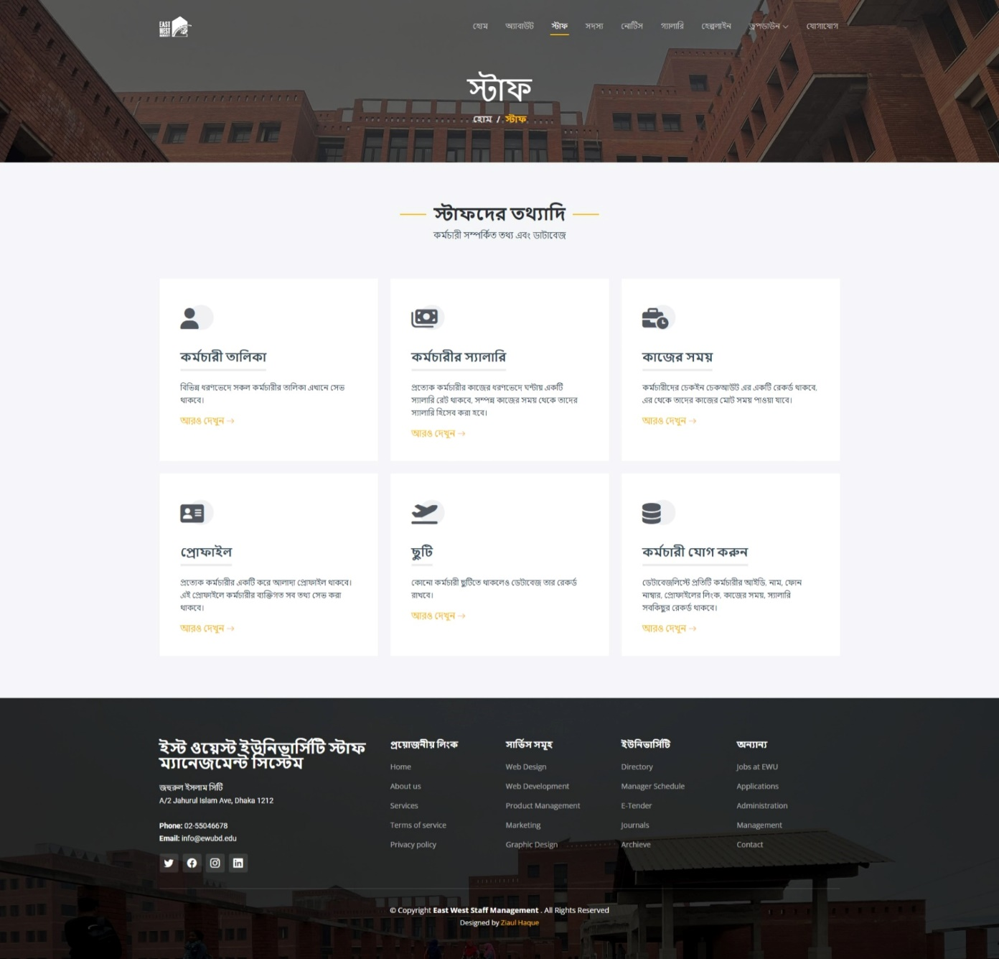 EAST
WEST
হোম অ্যাবাউট স্টাফ সদস্য নোটিস গ্যালারি হেল্পলাইন ড্রপডাউন যোগাযোগ
স্টাফ
হোম / স্টাফ
স্টাফদের তথ্যাদি
কর্মচারী সম্পর্কিত তথ্য এবং ডাটাবেজ
কর্মচারী তালিকা
বিভিন্ন ধরণভেদে সকল কর্মচারীর তালিকা এখানে সেভ
থাকবে।
আরও দেখুন →
কর্মচারীর স্যালারি
প্রত্যেক কর্মচারীর কাজের ধরণভেদে ঘন্টায় একটি
স্যালারি রেট থাকবে, সম্পন্ন কাজের সময় থেকে তাদের
স্যালারি হিসেব করা হবে।
আরও দেখুন →
কাজের সময়
কর্মচারীদের চেকইন চেকআউট এর একটি রেকর্ড থাকবে,
এর থেকে তাদের কাজের মোট সময় পাওয়া যাবে।
আরও দেখুন →
প্রোফাইল
প্রত্যেক কর্মচারীর একটি করে আলাদা প্রোফাইল থাকবে।
এই প্রোফাইলে কর্মচারীর ব্যক্তিগত সব তথ্য সেভ করা
থাকবে।
আরও দেখুন →
ছুটি
কোনো কর্মচারী ছুটিতে থাকলেও ডেটাবেজ তার রেকর্ড
রাখবে।
আরও দেখুন →
কর্মচারী যোগ করুন
ডেটাবেজলিস্টে প্রতিটি কর্মচারীর আইডি, নাম, ফোন
নাম্বার, প্রোফাইলের লিংক, কাজের সময়, স্যালারি
সবকিছুর রেকর্ড থাকবে।
আরও দেখুন →
ইস্ট ওয়েস্ট ইউনিভার্সিটি স্টাফ
ম্যানেজমেন্ট সিস্টেম
জহুরুল ইসলাম সিটি
A/2 Jahurul Islam Ave, Dhaka 1212
Phone: 02-55046678
Email: info@ewubd.edu
প্রয়োজনীয় লিংক
Home
About us
Services
Terms of service
Privacy policy
সার্ভিস সমূহ
Web Design
Web Development
Product Management
Marketing
Graphic Design
ইউনিভার্সিটি
Directory
Manager Schedule
E-Tender
Journals
Archieve
অন্যান্য
Jobs at EWU
Applications
Administration
Management
Contact
© Copyright East West Staff Management . All Rights Reserved
Designed by Ziaul Haque